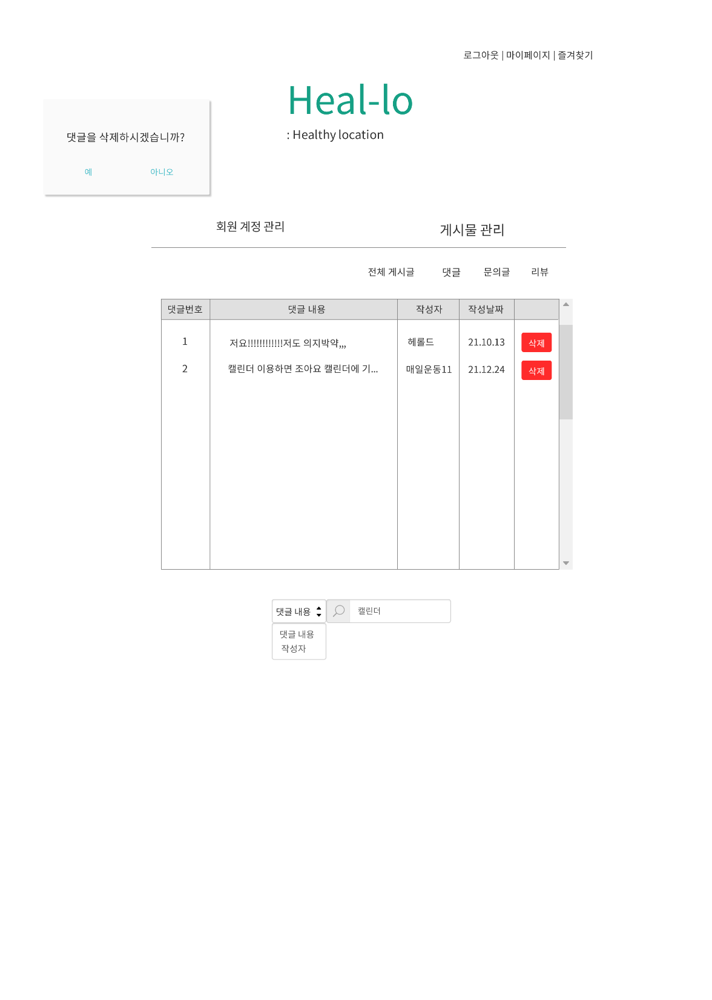 로그아웃 | 마이페이지 | 즐겨찾기
Heal-lo
: Healthy location
댓글을 삭제하시겠습니까?
예 아니오
회원 계정 관리 게시물 관리
전체 게시글 댓글 문의글 리뷰
댓글번호 댓글 내용 작성자 작성날짜
1 저요!!!!!!!!!!!!저도 의지박약,,, 헤롤드 21.10.13 삭제
2 캘린더 이용하면 조아요 캘린더에 기... 매일운동11 21.12.24 삭제
댓글 내용 캘린더
댓글 내용
작성자